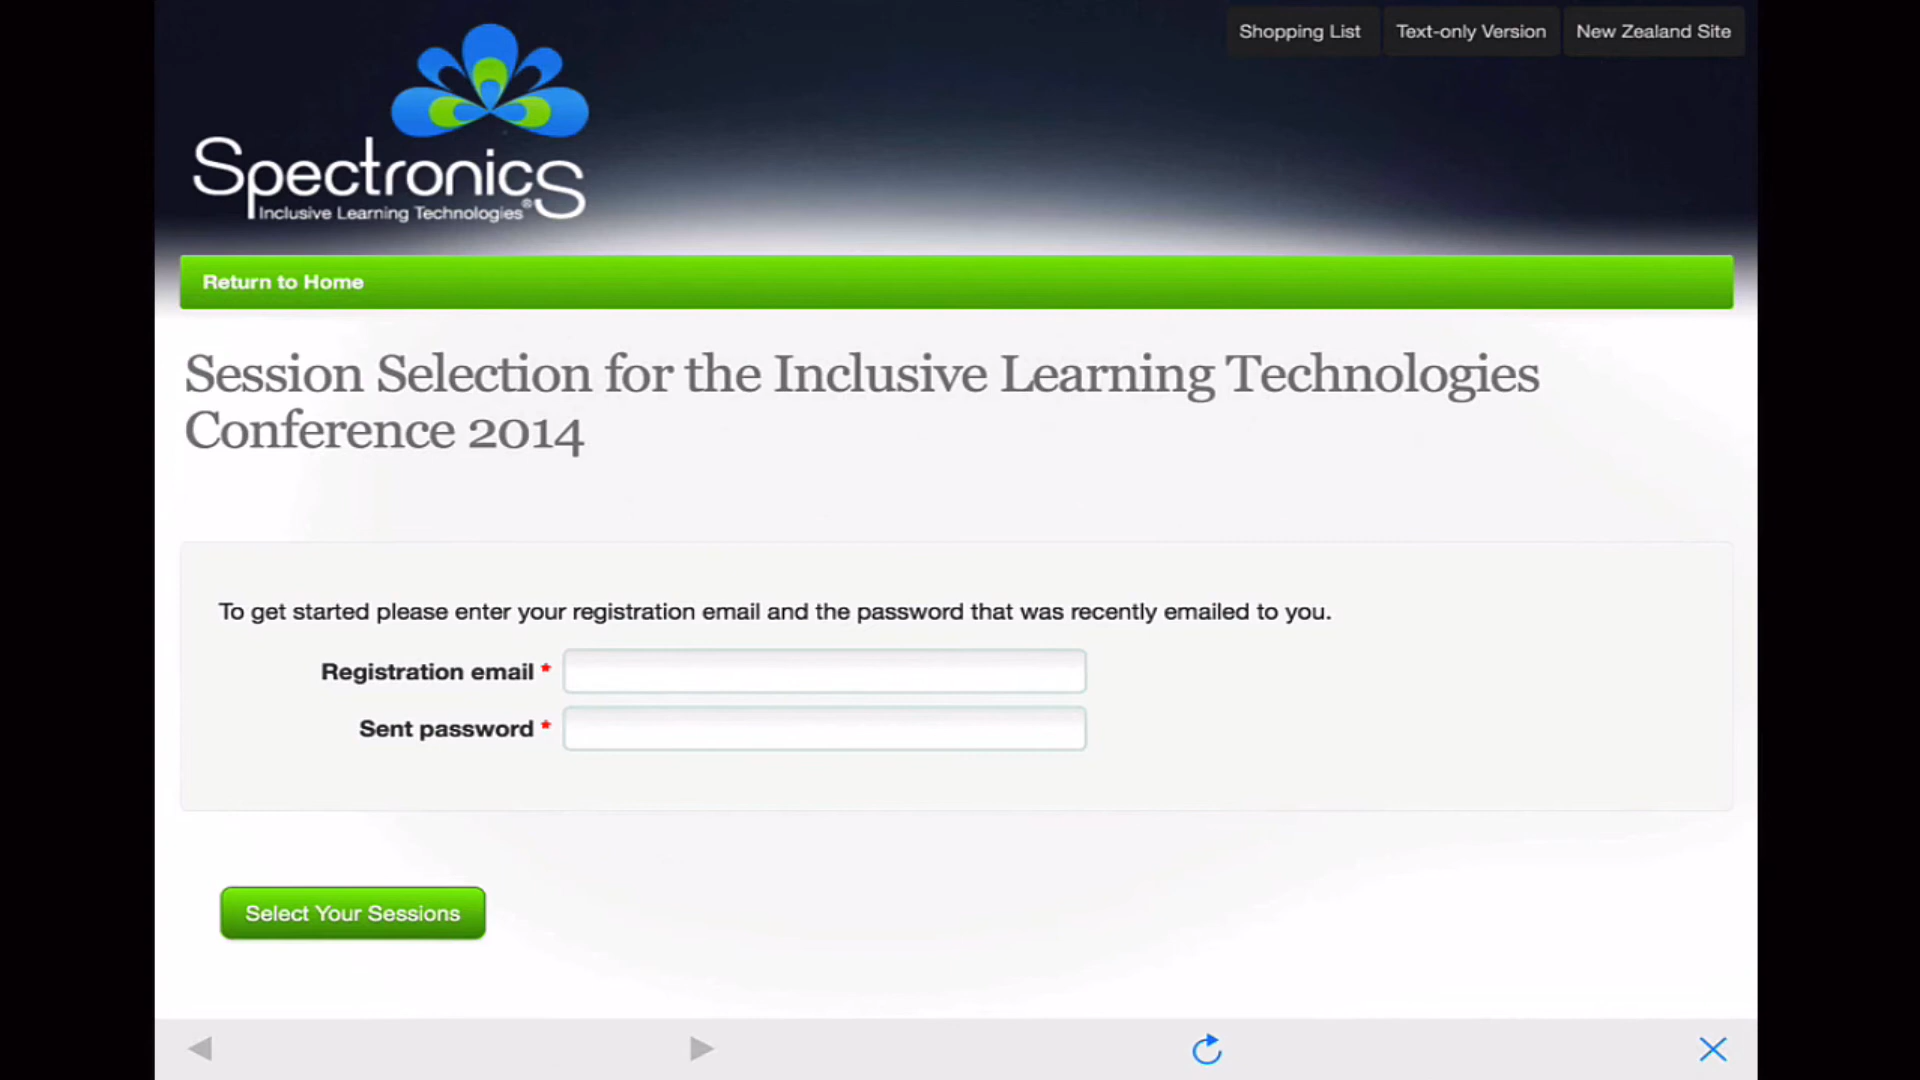 Shopping List
Text-only Version
New Zealand Site
Spectronics
Inclusive Learning Technologies®
Return to Home
Session Selection for the Inclusive Learning Technologies
Conference 2014
To get started please enter your registration email and the password that was recently emailed to you.
Registration email *
Sent password *
Select Your Sessions